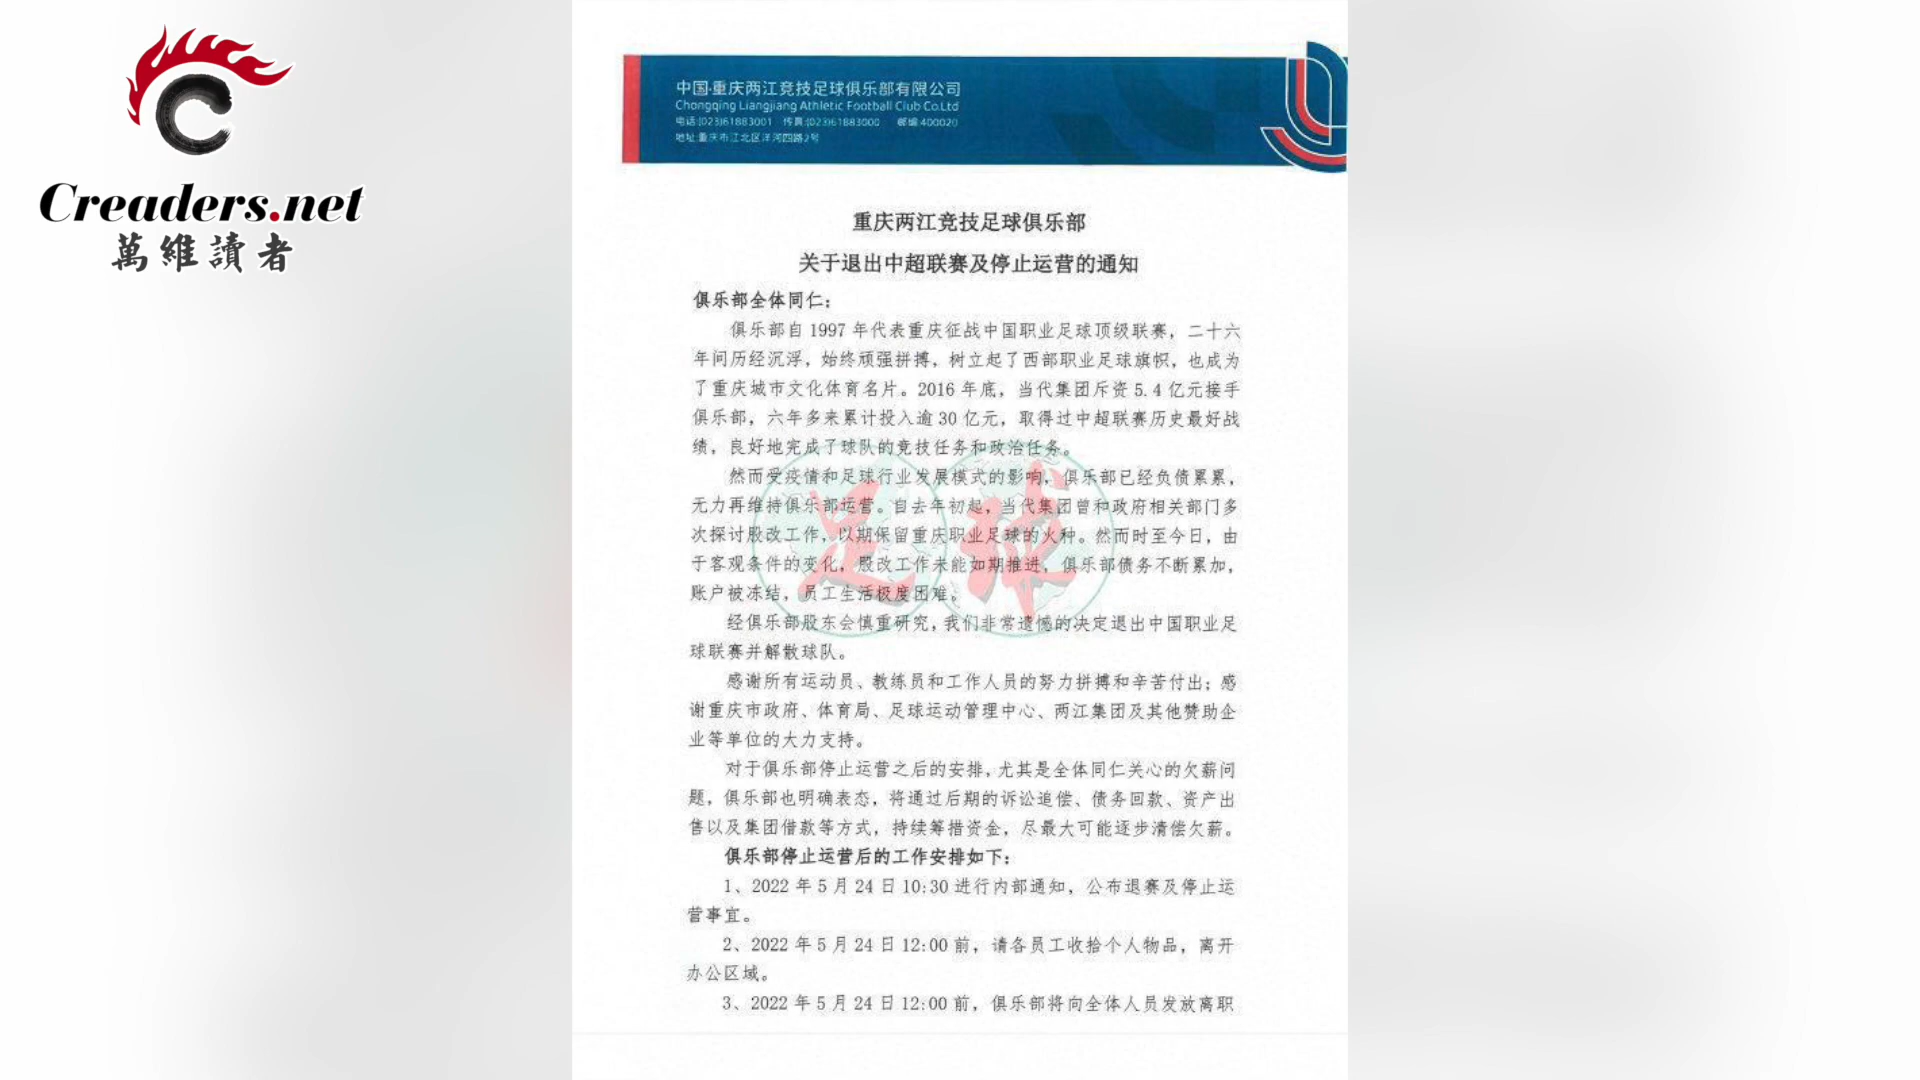 Creaders.net
萬維讀者
中国·重庆两江竞技足球俱乐部有限公司
Chongqing Liangjiang Athletic Football Club Co.Ltd
电话:(023)61883001 传真:(023)61883000 邮编:400020
地址:重庆市江北区洋河四路2号
重庆两江竞技足球俱乐部
关于退出中超联赛及停止运营的通知
俱乐部全体同仁：
俱乐部自1997年代表重庆征战中国职业足球顶级联赛，二十六
年间历经沉浮，始终顽强拼搏，树立起了西部职业足球旗帜，也成为
了重庆城市文化体育名片。2016年底，当代集团斥资5.4亿元接手
俱乐部，六年多来累计投入逾30亿元，取得过中超联赛历史最好战
绩，良好地完成了球队的竞技任务和政治任务。
然而受疫情和足球行业发展模式的影响，俱乐部已经负债累累，
无力再维持俱乐部运营。自去年初起，当代集团曾和政府相关部门多
次探讨股改工作，以期保留重庆职业足球的火种。然而时至今日，由
于客观条件的变化，股改工作未能如期推进，俱乐部债务不断累加，
账户被冻结，员工生活极度困难。
经俱乐部股东会慎重研究，我们非常遗憾的决定退出中国职业足
球联赛并解散球队。
感谢所有运动员、教练员和工作人员的努力拼搏和辛苦付出；感
谢重庆市政府、体育局、足球运动管理中心、两江集团及其他赞助企
业等单位的大力支持。
对于俱乐部停止运营之后的安排，尤其是全体同仁关心的欠薪问
题，俱乐部也明确表态，将通过后期的诉讼追偿、债务回款、资产出
售以及集团借款等方式，持续筹措资金，尽最大可能逐步清偿欠薪。
俱乐部停止运营后的工作安排如下：
1、2022年5月24日10:30进行内部通知，公布退赛及停止运
营事宜。
2、2022年5月24日12:00前，请各员工收拾个人物品，离开
办公区域。
3、2022年5月24日12:00前，俱乐部将向全体人员发放离职
足球